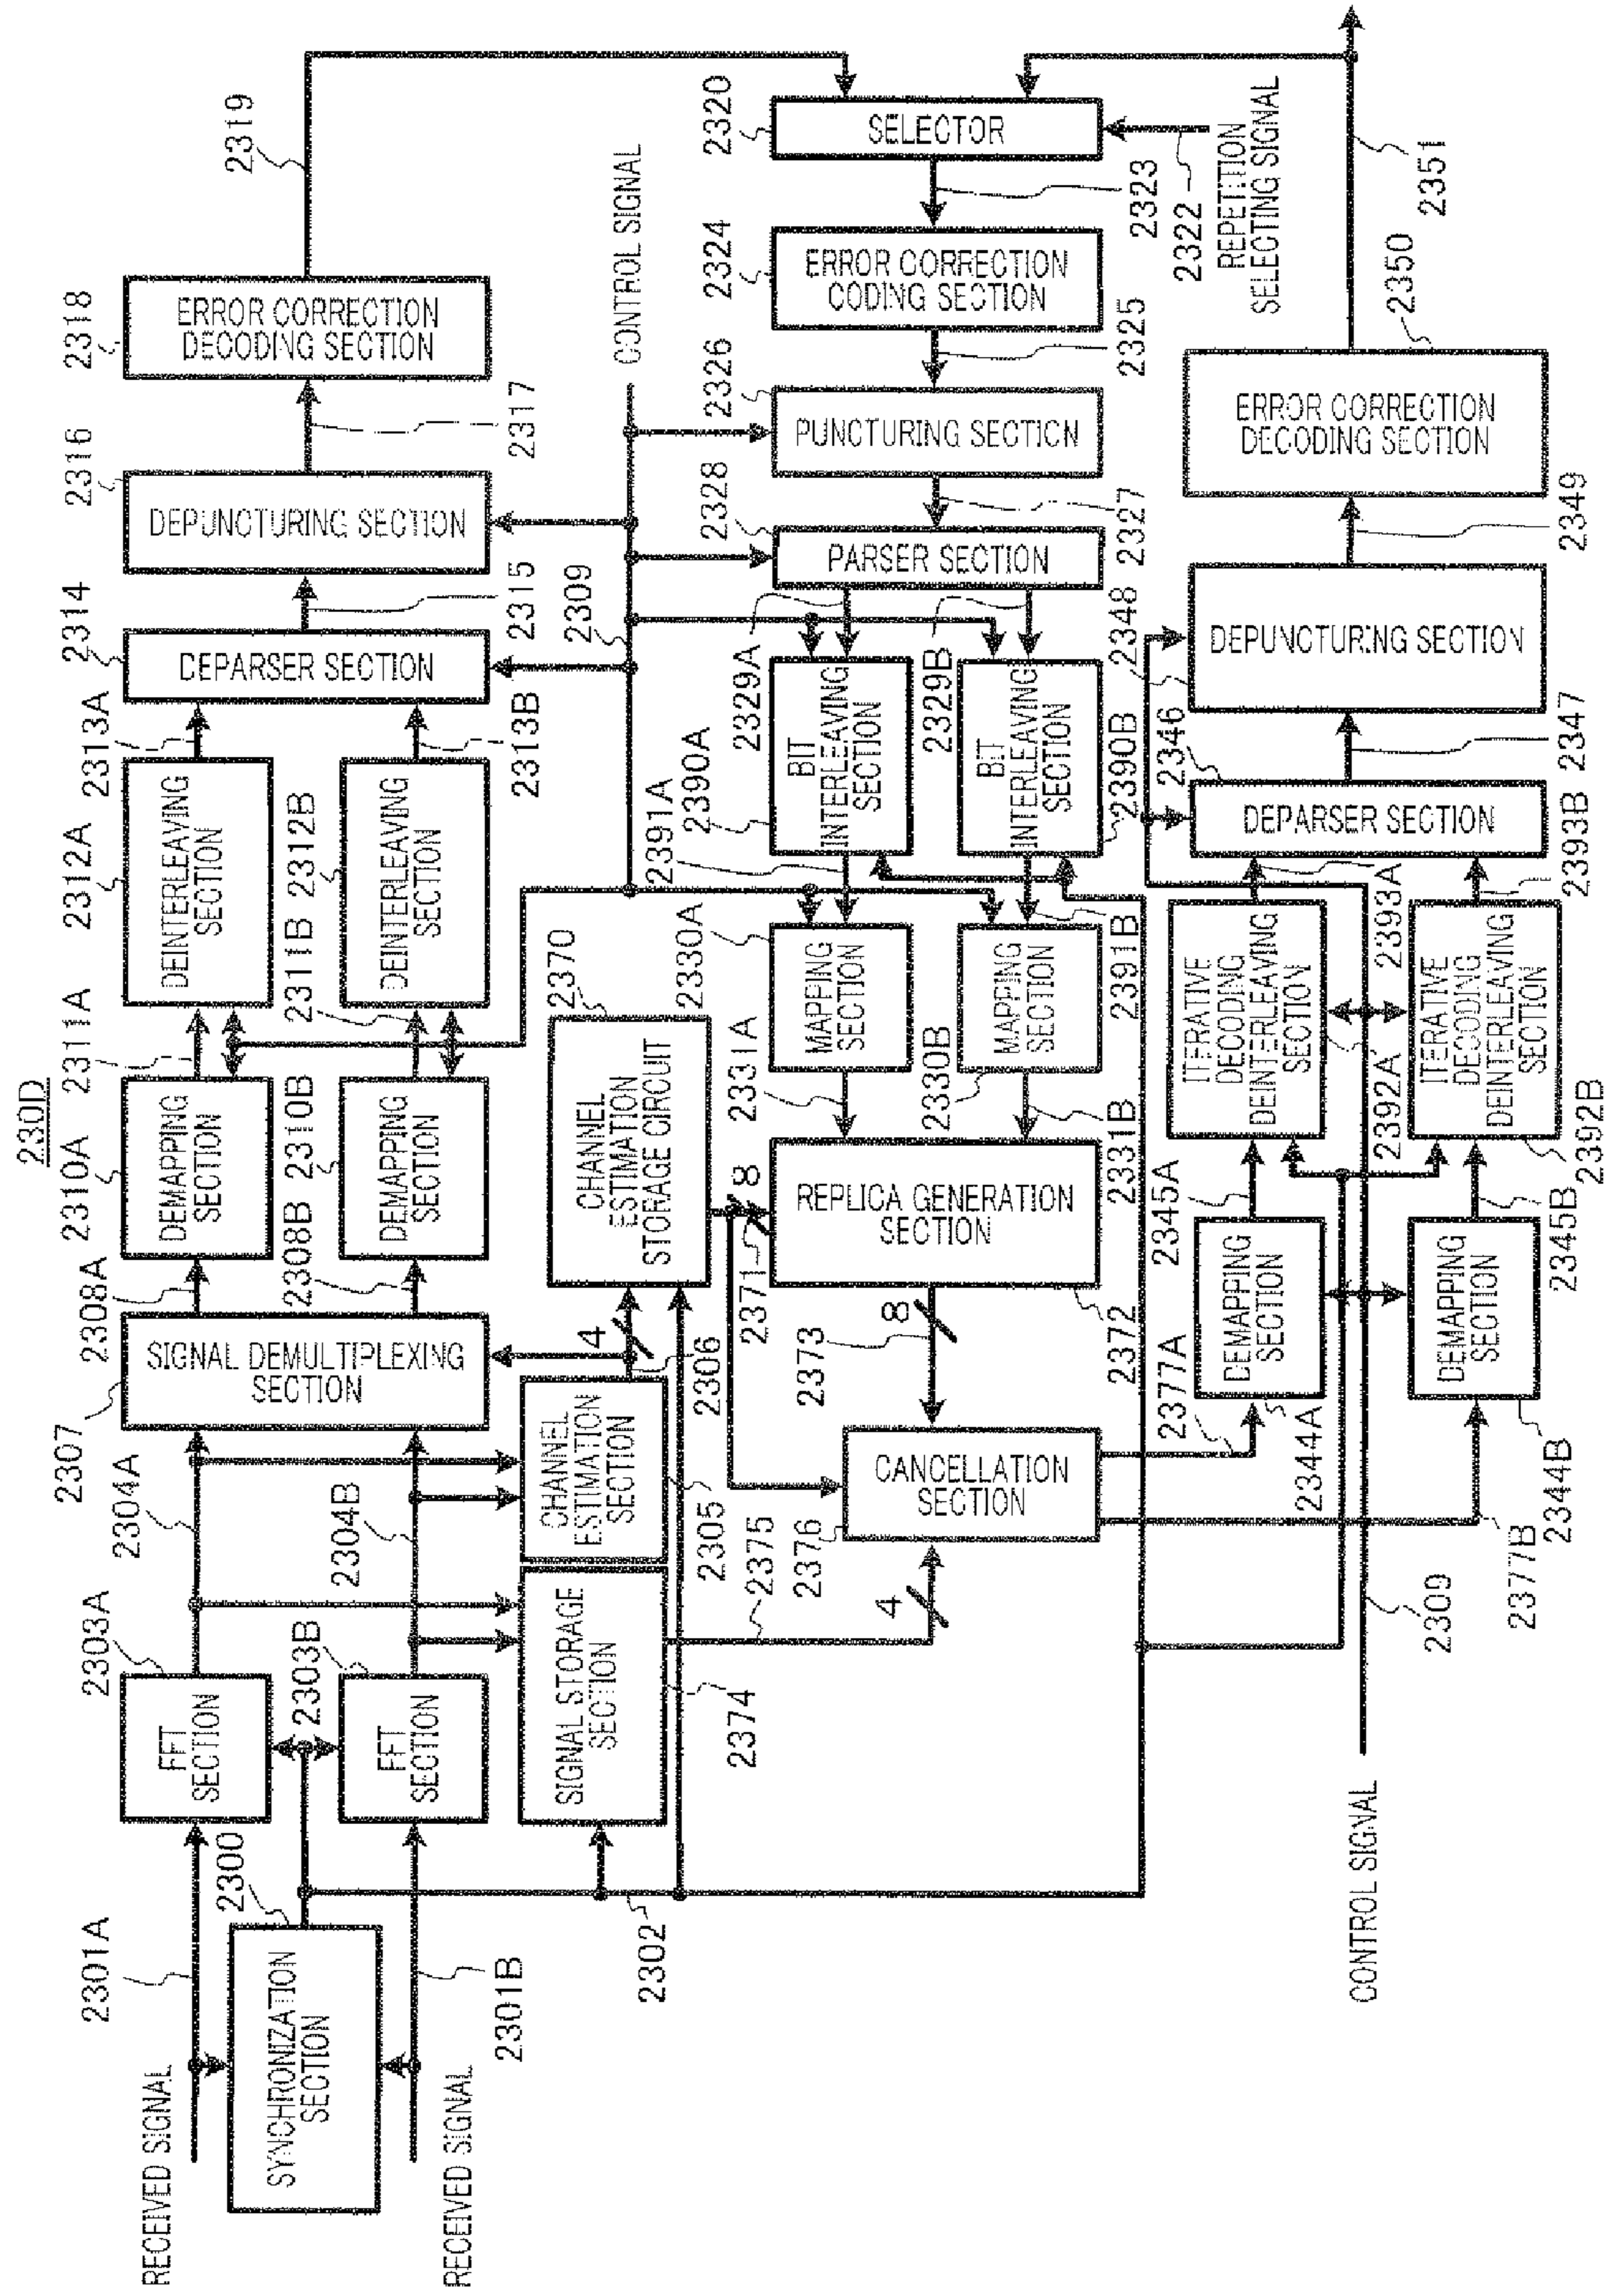 230D
RECEIVED SIGNAL
2301A
SYNCHRONIZATION
SECTION
2300
RECEIVED SIGNAL
2301B
2302
FFT
SECTION
2303A
FFT
SECTION
2303B
2304A
2304B
SIGNAL STORAGE
SECTION
2374
2375
4
CHANNEL
ESTIMATION
SECTION
2305
2306
4
2307
SIGNAL DEMULTIPLEXING
SECTION
2308A
2308B
2310A
DEMAPPING
SECTION
2310B
DEMAPPING
SECTION
2311A
2311B
2312A
DEINTERLEAVING
SECTION
2312B
DEINTERLEAVING
SECTION
2313A
2313B
2314
DEPARSER SECTION
2315
2316
DEPUNCTURING SECTION
2317
2318
ERROR CORRECTION
DECODING SECTION
2319
2309
CONTROL SIGNAL
2320
SELECTOR
2322
REPETITION
SELECTING SIGNAL
2323
2324
ERROR CORRECTION
CODING SECTION
2325
2326
PUNCTURING SECTION
2327
2328
PARSER SECTION
2329A
2329B
2390A
BIT
INTERLEAVING
SECTION
BIT
INTERLEAVING
SECTION
2390B
2391A
2391B
2330A
MAPPING
SECTION
MAPPING
SECTION
2330B
2331A
2331B
2370
CHANNEL
ESTIMATION
STORAGE CIRCUIT
2371
8
REPLICA GENERATION
SECTION
2372
2373
8
CANCELLATION
SECTION
2376
2377A
2377B
DEMAPPING
SECTION
2344A
DEMAPPING
SECTION
2344B
2345A
2345B
ITERATIVE
DECODING
DEINTERLEAVING
SECTION
2392A
ITERATIVE
DECODING
DEINTERLEAVING
SECTION
2392B
2393A
2393B
2346
DEPARSER SECTION
2347
2348
DEPUNCTURING SECTION
2349
ERROR CORRECTION
DECODING SECTION
2350
2351
CONTROL SIGNAL
2309